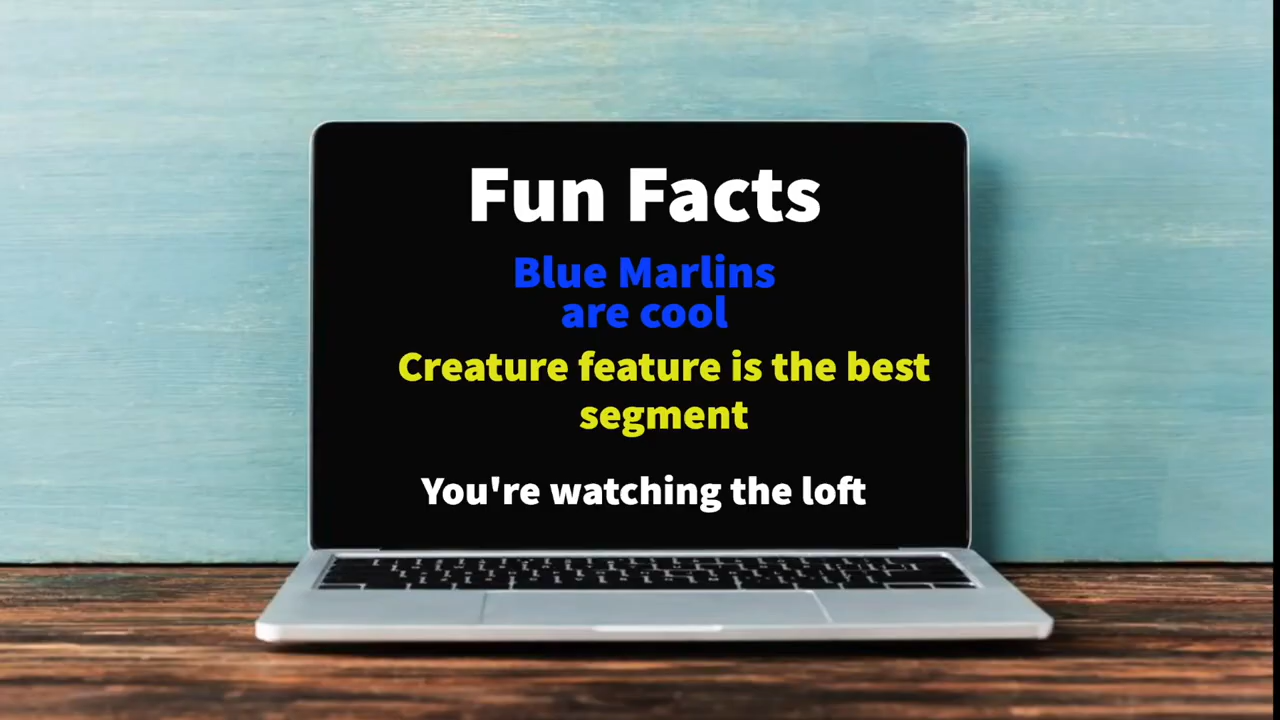 Fun Facts
Blue Marlins
are cool
Creature feature is the best
segment
You're watching the loft